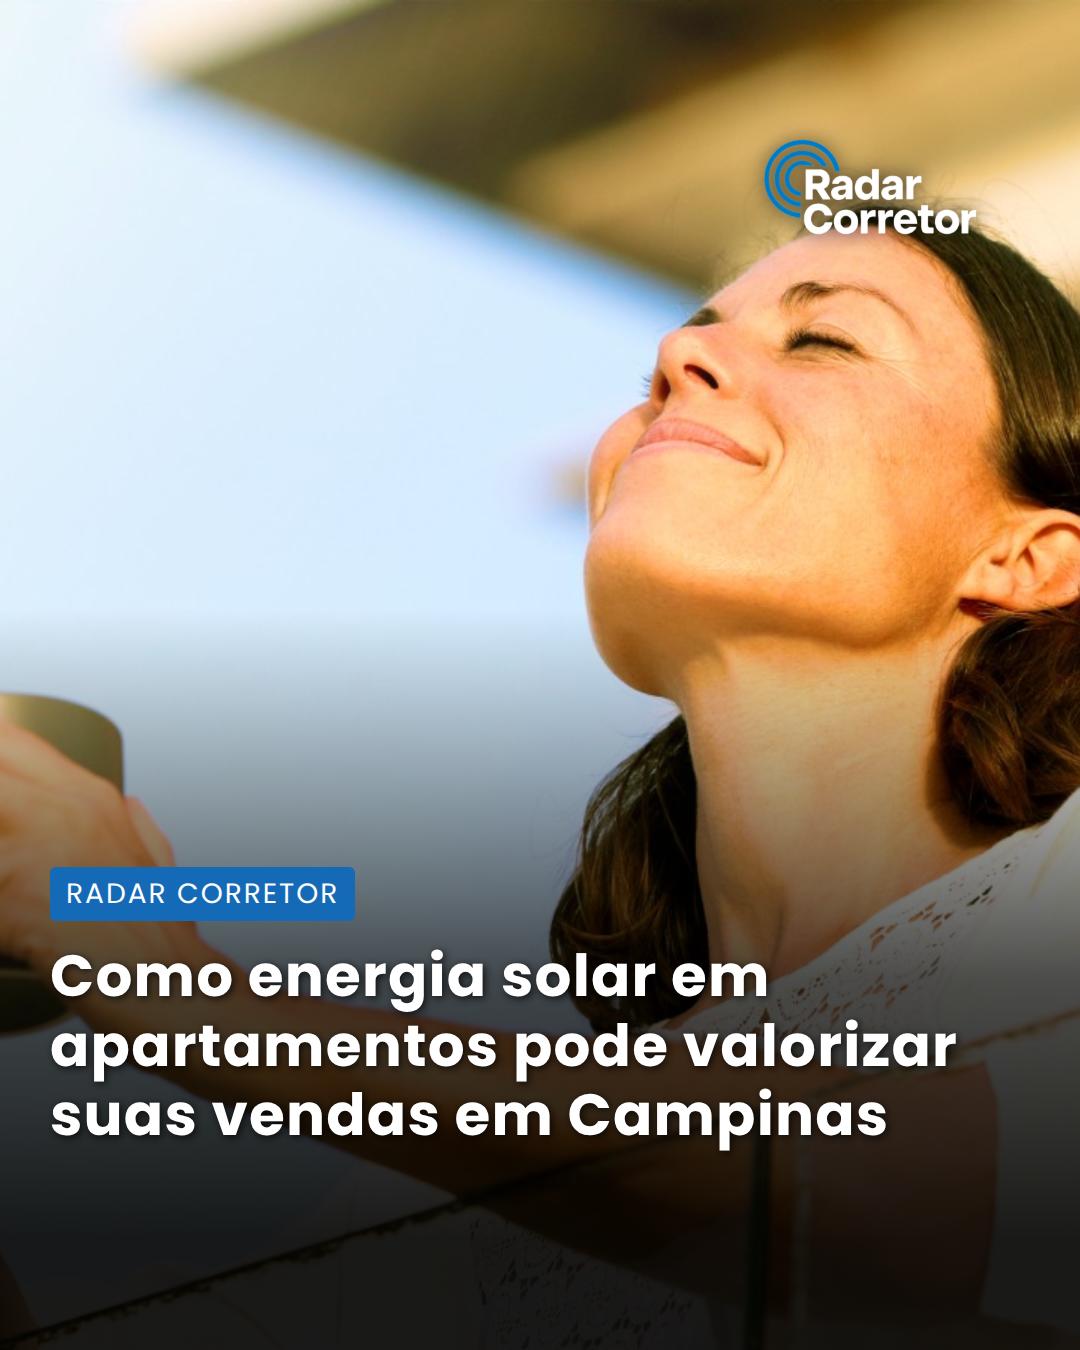 Radar
Corretor
RADAR CORRETOR
Como energia solar em
apartamentos pode valorizar
suas vendas em Campinas